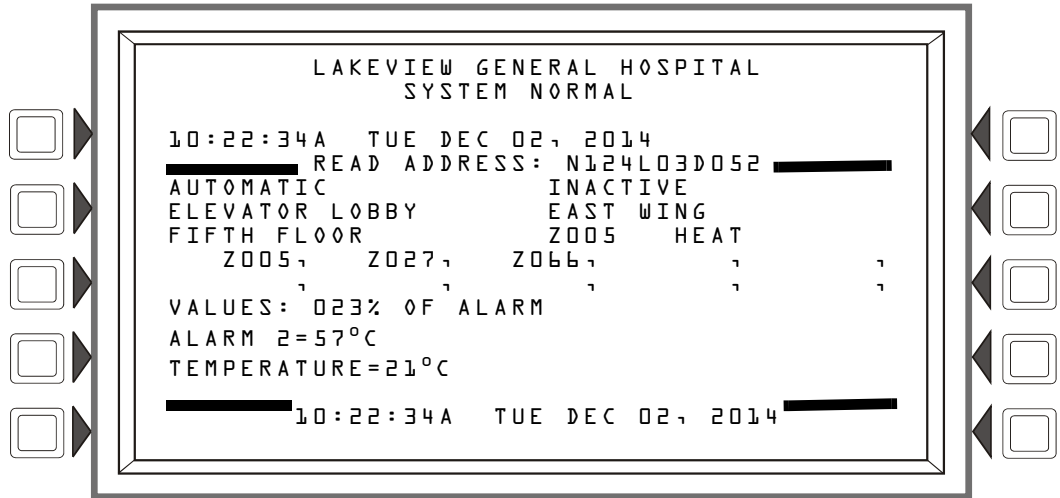 LAKEVIEW GENERAL HOSPITAL
SYSTEM NORMAL
10:22:34A TUE DEC 02, 2014
READ ADDRESS: N124L03D052
AUTOMATIC INACTIVE
ELEVATOR LOBBY EAST WING
FIFTH FLOOR Z005 HEAT
Z005, Z027, Z066, , ,
, , , , ,
VALUES: 023% OF ALARM
ALARM 2=57°C
TEMPERATURE=21°C
10:22:34A TUE DEC 02, 2014